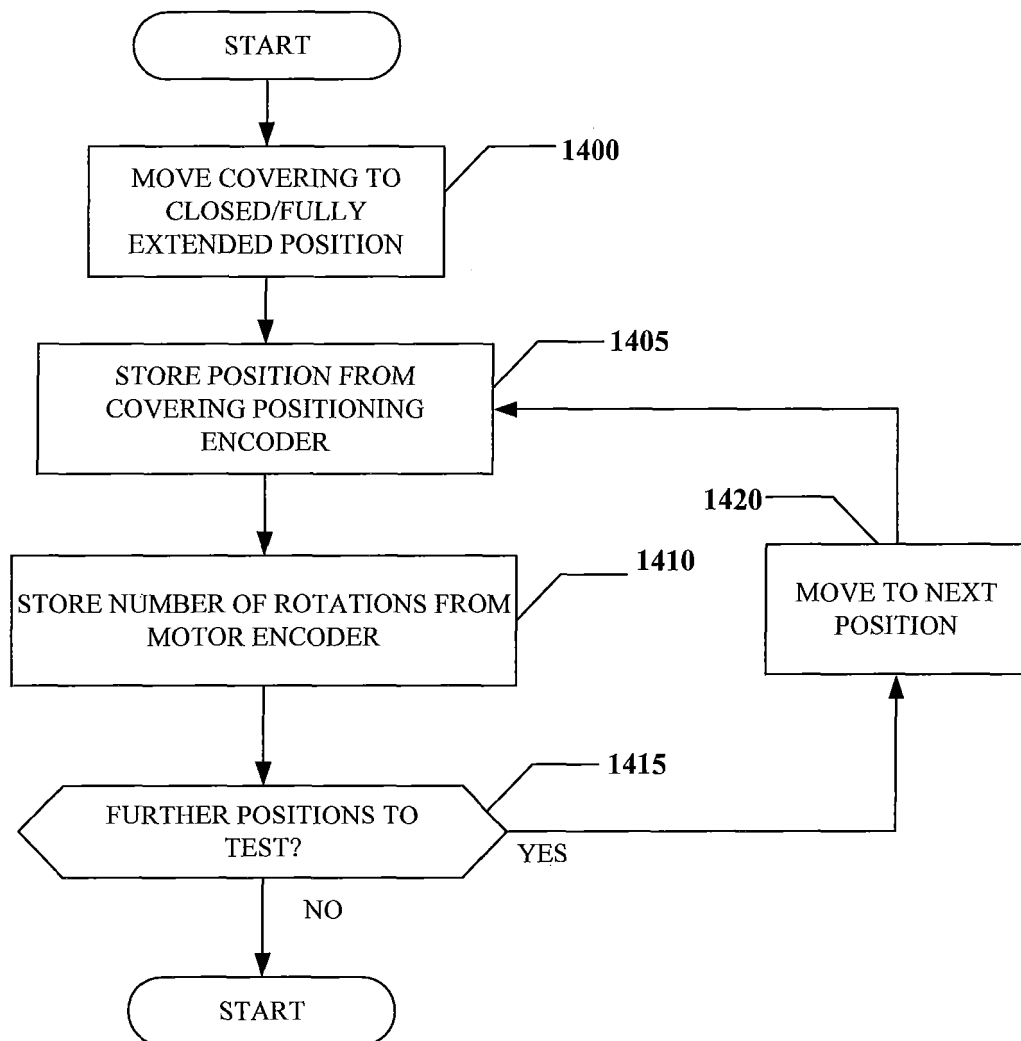 START
1400
MOVE COVERING TO
CLOSED/FULLY
EXTENDED POSITION
1405
STORE POSITION FROM
COVERING POSITIONING
ENCODER
1420
1410
STORE NUMBER OF ROTATIONS FROM
MOTOR ENCODER
MOVE TO NEXT
POSITION
1415
FURTHER POSITIONS TO
TEST?
YES
NO
START